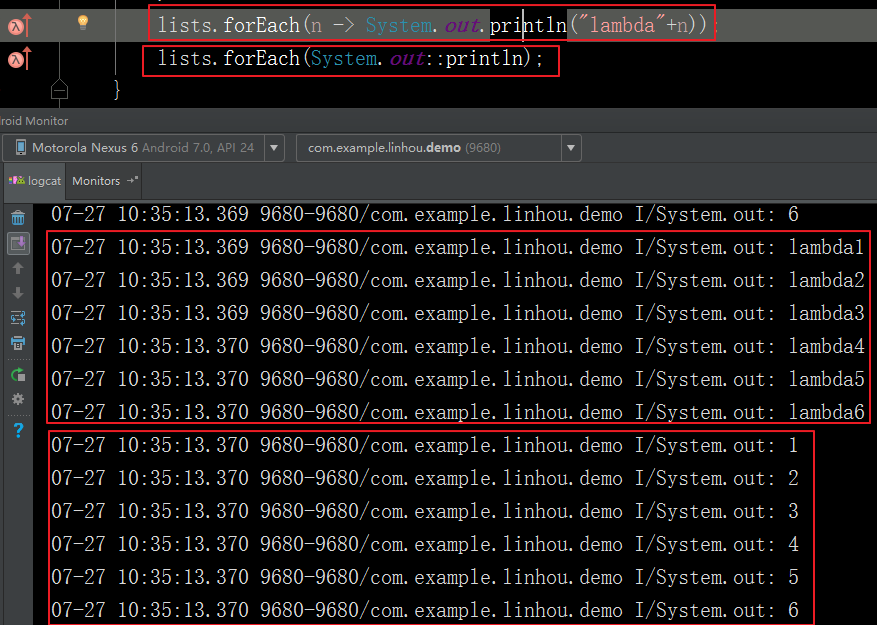 lists.forEach(n -> System.out.println("lambda"+n));
lists.forEach(System.out::println);
}
roid Monitor
Motorola Nexus 6 Android 7.0, API 24 com.example.linhou.demo (9680)
logcat Monitors
07-27 10:35:13.369 9680-9680/com.example.linhou.demo I/System.out: 6
07-27 10:35:13.369 9680-9680/com.example.linhou.demo I/System.out: lambda1
07-27 10:35:13.369 9680-9680/com.example.linhou.demo I/System.out: lambda2
07-27 10:35:13.369 9680-9680/com.example.linhou.demo I/System.out: lambda3
07-27 10:35:13.370 9680-9680/com.example.linhou.demo I/System.out: lambda4
07-27 10:35:13.370 9680-9680/com.example.linhou.demo I/System.out: lambda5
07-27 10:35:13.370 9680-9680/com.example.linhou.demo I/System.out: lambda6
07-27 10:35:13.370 9680-9680/com.example.linhou.demo I/System.out: 1
07-27 10:35:13.370 9680-9680/com.example.linhou.demo I/System.out: 2
07-27 10:35:13.370 9680-9680/com.example.linhou.demo I/System.out: 3
07-27 10:35:13.370 9680-9680/com.example.linhou.demo I/System.out: 4
07-27 10:35:13.370 9680-9680/com.example.linhou.demo I/System.out: 5
07-27 10:35:13.370 9680-9680/com.example.linhou.demo I/System.out: 6